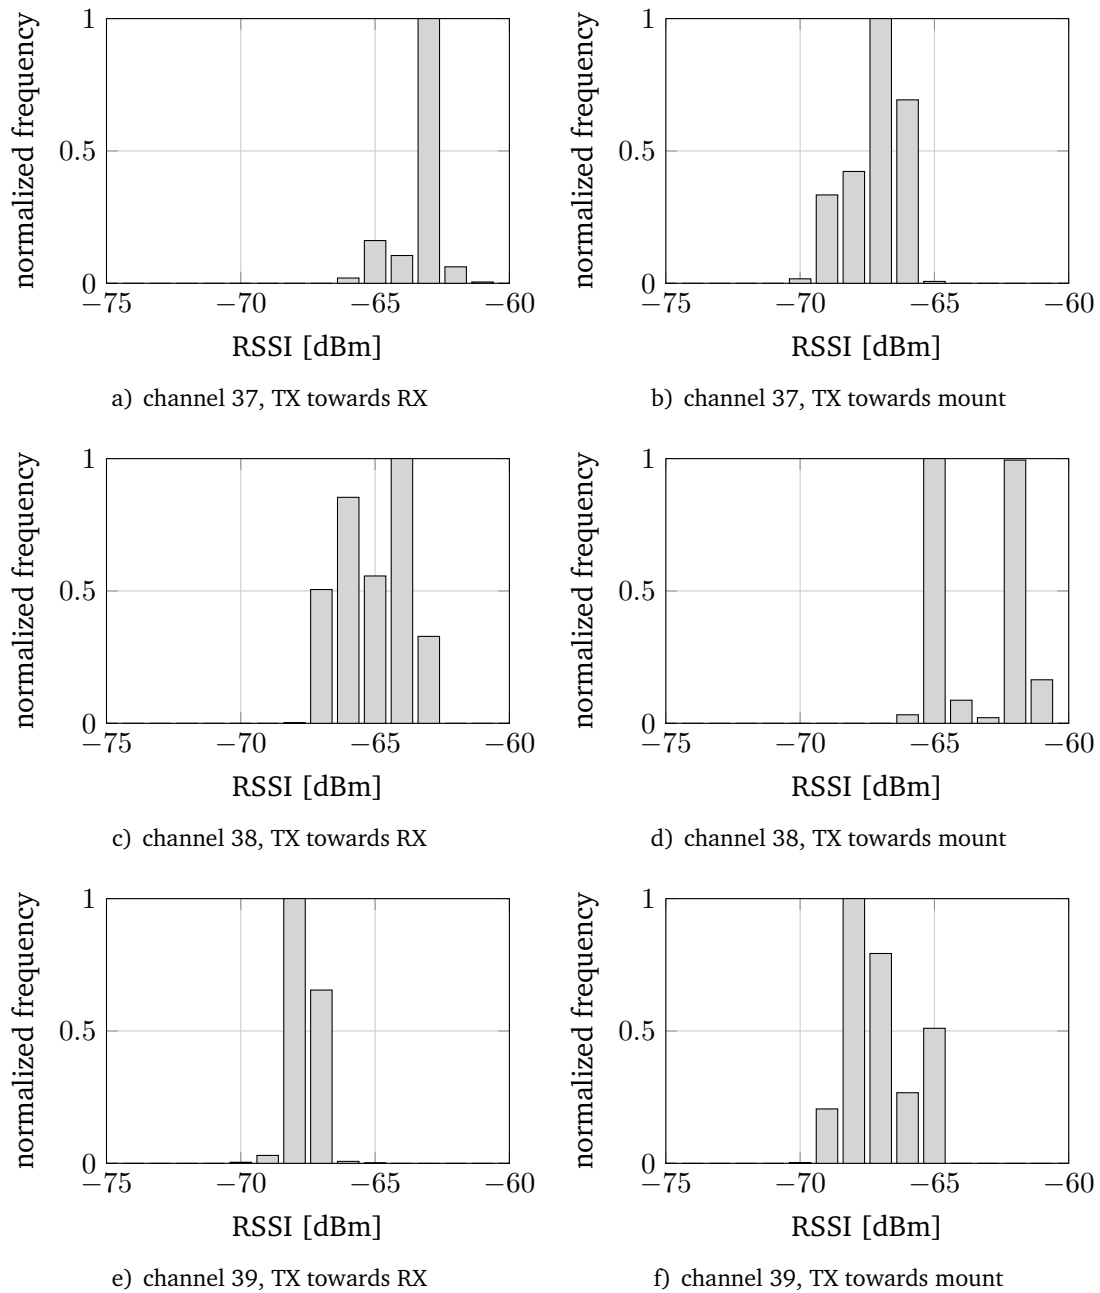 normalized frequency
1
0.5
0
−75
−70
−65
−60
RSSI [dBm]
a) channel 37, TX towards RX
normalized frequency
1
0.5
0
−75
−70
−65
−60
RSSI [dBm]
b) channel 37, TX towards mount
normalized frequency
1
0.5
0
−75
−70
−65
−60
RSSI [dBm]
c) channel 38, TX towards RX
normalized frequency
1
0.5
0
−75
−70
−65
−60
RSSI [dBm]
d) channel 38, TX towards mount
normalized frequency
1
0.5
0
−75
−70
−65
−60
RSSI [dBm]
e) channel 39, TX towards RX
normalized frequency
1
0.5
0
−75
−70
−65
−60
RSSI [dBm]
f) channel 39, TX towards mount